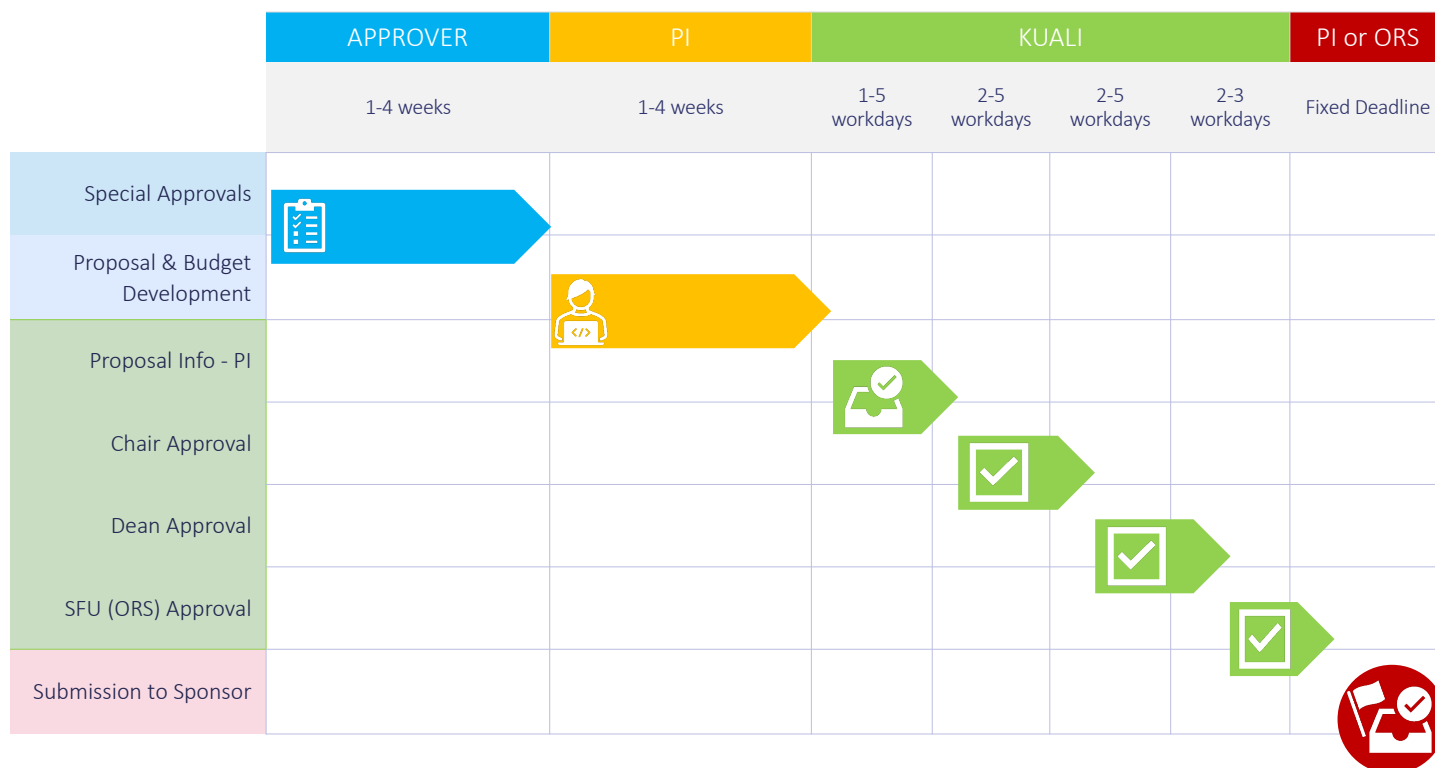 APPROVER PI KUALI PI or ORS
1-4 weeks 1-4 weeks 1-5 workdays 2-5 workdays 2-5 workdays 2-3 workdays Fixed Deadline
Special Approvals
Proposal & Budget
Development
</>
Proposal Info - PI
Chair Approval
Dean Approval
SFU (ORS) Approval
Submission to Sponsor